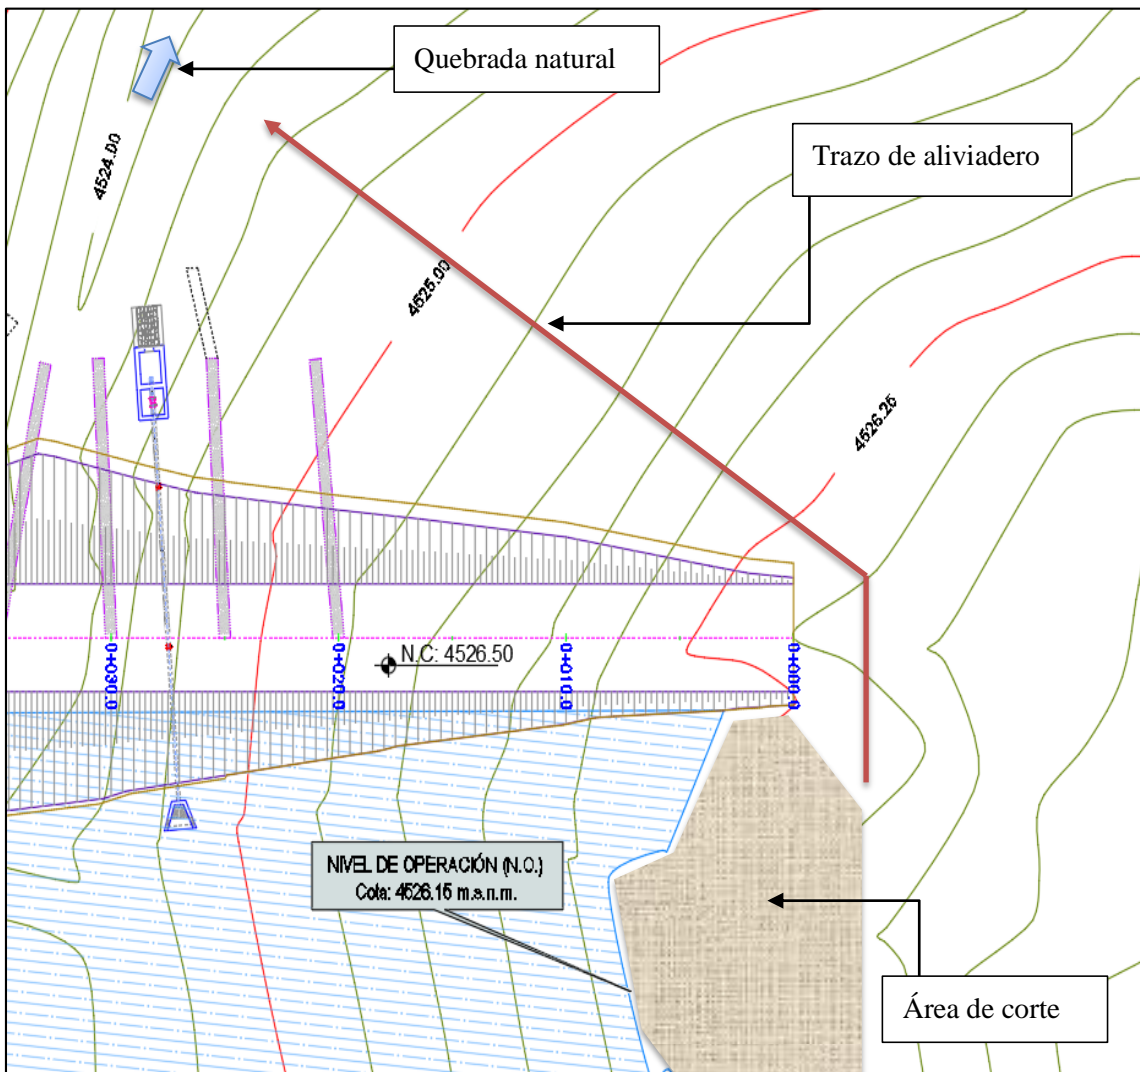 Quebrada natural
Trazo de aliviadero
4524.00
4525.00
4526.25
N.C: 4526.50
0+030.0
0+020.0
0+010.0
0+000.0
NIVEL DE OPERACIÓN (N.O.)
Cota: 4526.15 m.s.n.m.
Área de corte